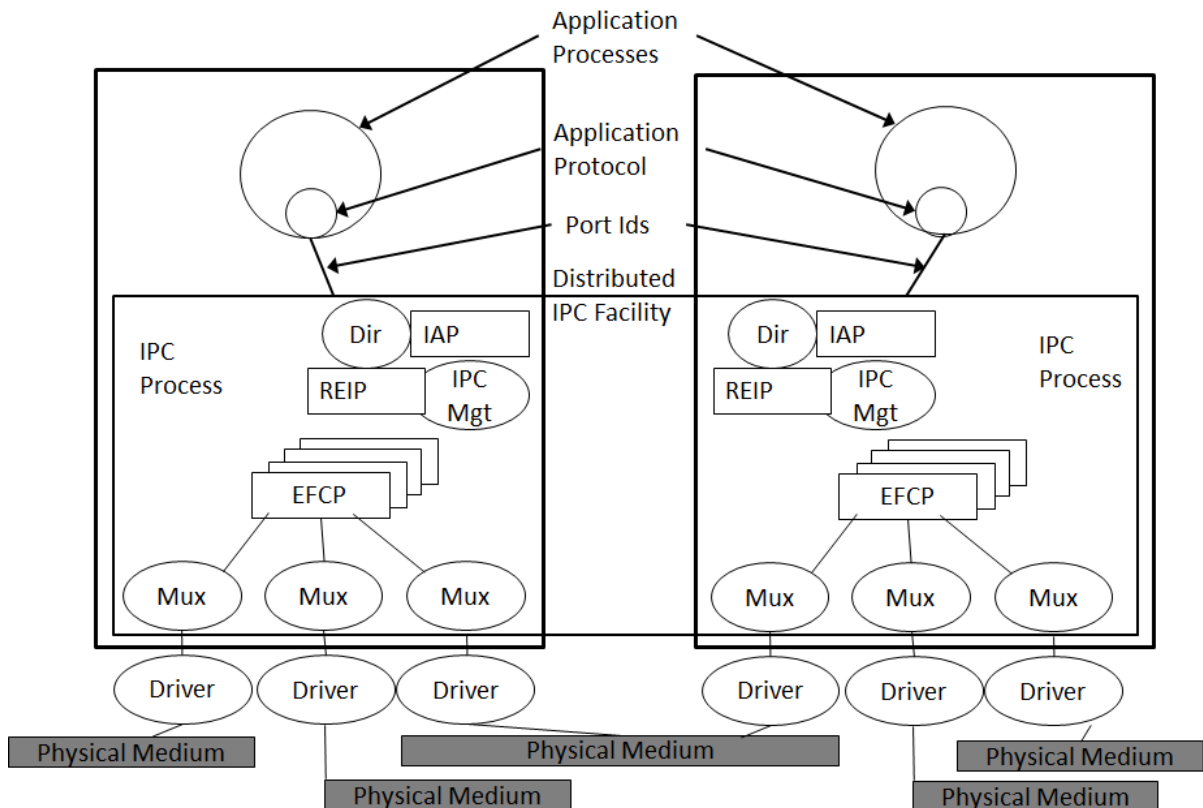 Application
Processes
Application
Protocol
Port Ids
Distributed
IPC Facility
Dir
IAP
IPC
Process
REIP
IPC
Mgt
EFCP
Mux
Mux
Mux
Dir
IAP
IPC
Process
REIP
IPC
Mgt
EFCP
Mux
Mux
Mux
Driver
Driver
Driver
Driver
Driver
Driver
Physical Medium
Physical Medium
Physical Medium
Physical Medium
Physical Medium